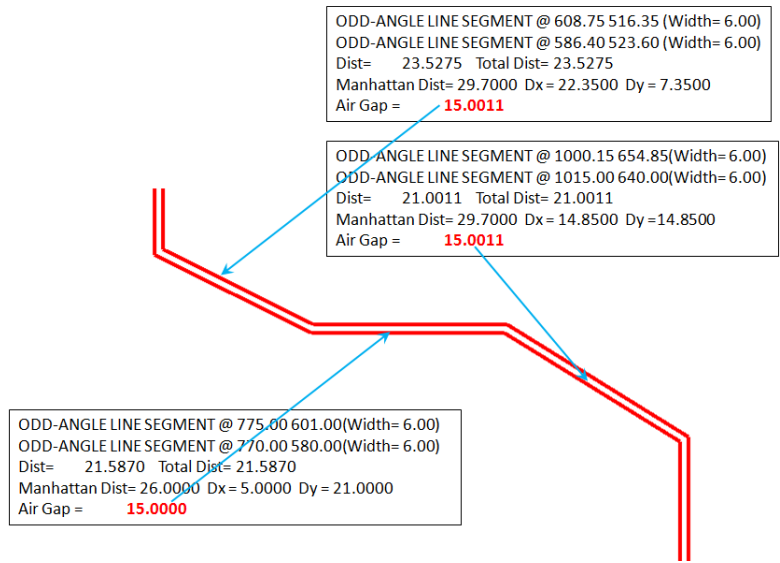 ODD-ANGLE LINE SEGMENT @ 608.75 516.35 (Width= 6.00)
ODD-ANGLE LINE SEGMENT @ 586.40 523.60 (Width= 6.00)
Dist= 23.5275 Total Dist= 23.5275
Manhattan Dist= 29.7000 Dx = 22.3500 Dy = 7.3500
Air Gap = 15.0011
ODD-ANGLE LINE SEGMENT @ 1000.15 654.85(Width= 6.00)
ODD-ANGLE LINE SEGMENT @ 1015.00 640.00(Width= 6.00)
Dist= 21.0011 Total Dist= 21.0011
Manhattan Dist= 29.7000 Dx = 14.8500 Dy =14.8500
Air Gap = 15.0011
ODD-ANGLE LINE SEGMENT @ 775.00 601.00(Width= 6.00)
ODD-ANGLE LINE SEGMENT @ 770.00 580.00(Width= 6.00)
Dist= 21.5870 Total Dist= 21.5870
Manhattan Dist= 26.0000 Dx = 5.0000 Dy = 21.0000
Air Gap = 15.0000